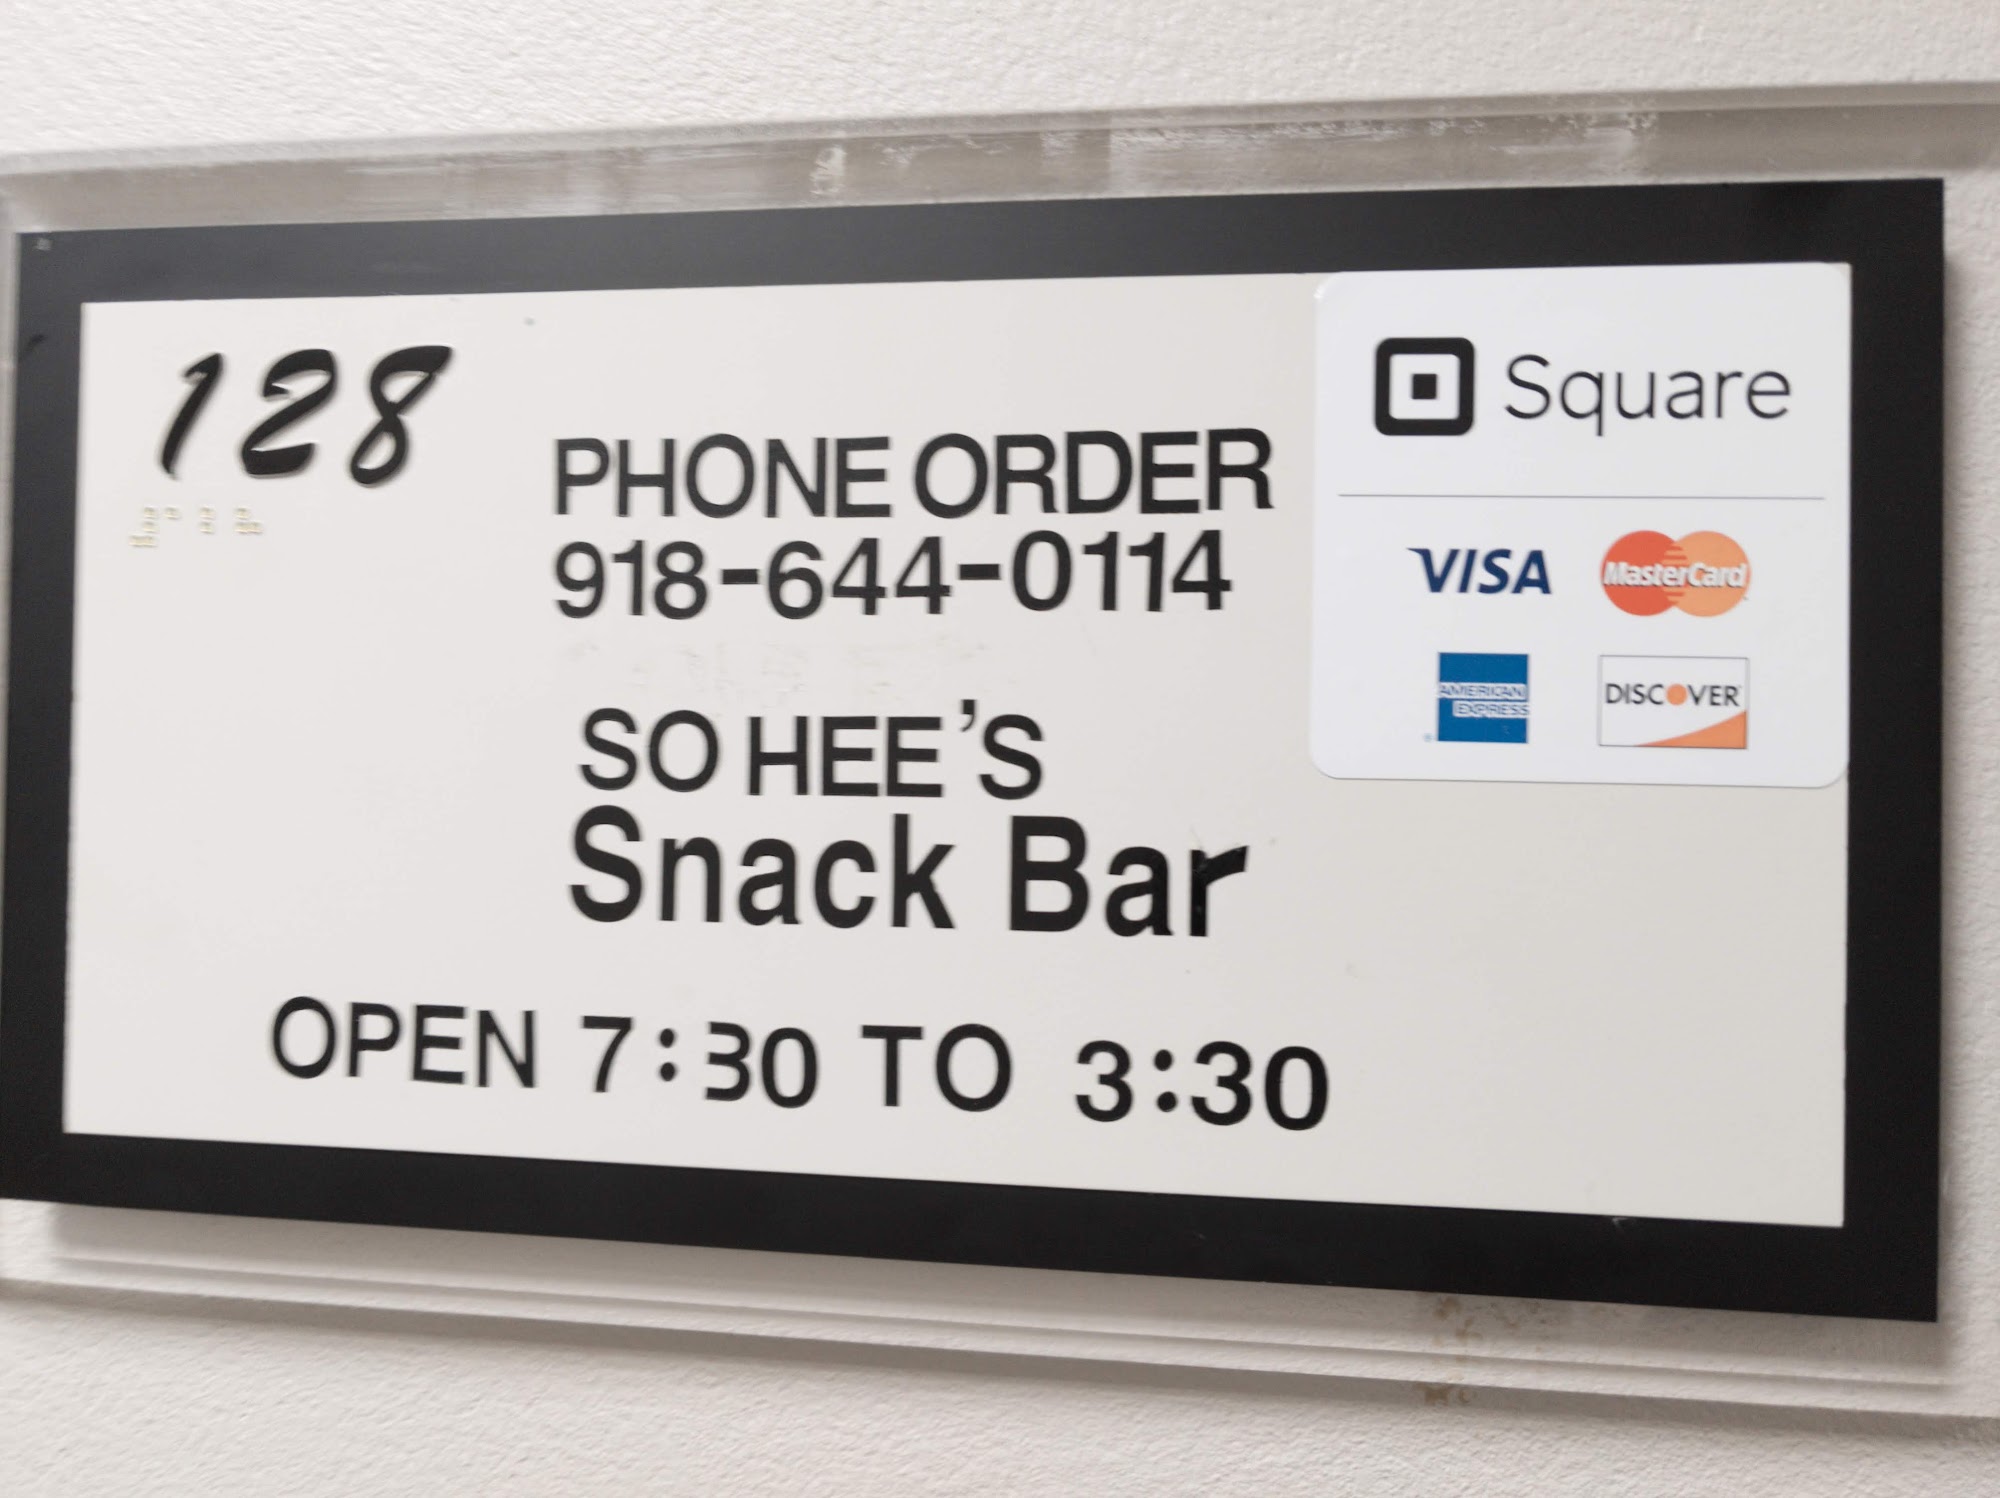 128
PHONE ORDER
918-644-0114
SO HEE'S
Snack Bar
OPEN 7:30 TO 3:30
Square
VISA MasterCard
AMERICAN EXPRESS DISCOVER